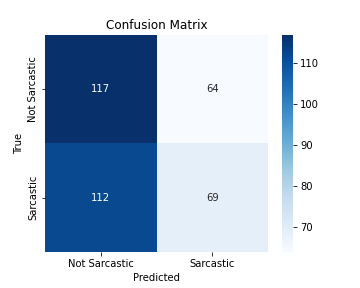 Confusion Matrix
True
Not Sarcastic
117
64
Sarcastic
112
69
Not Sarcastic
Sarcastic
Predicted
110
100
90
80
70